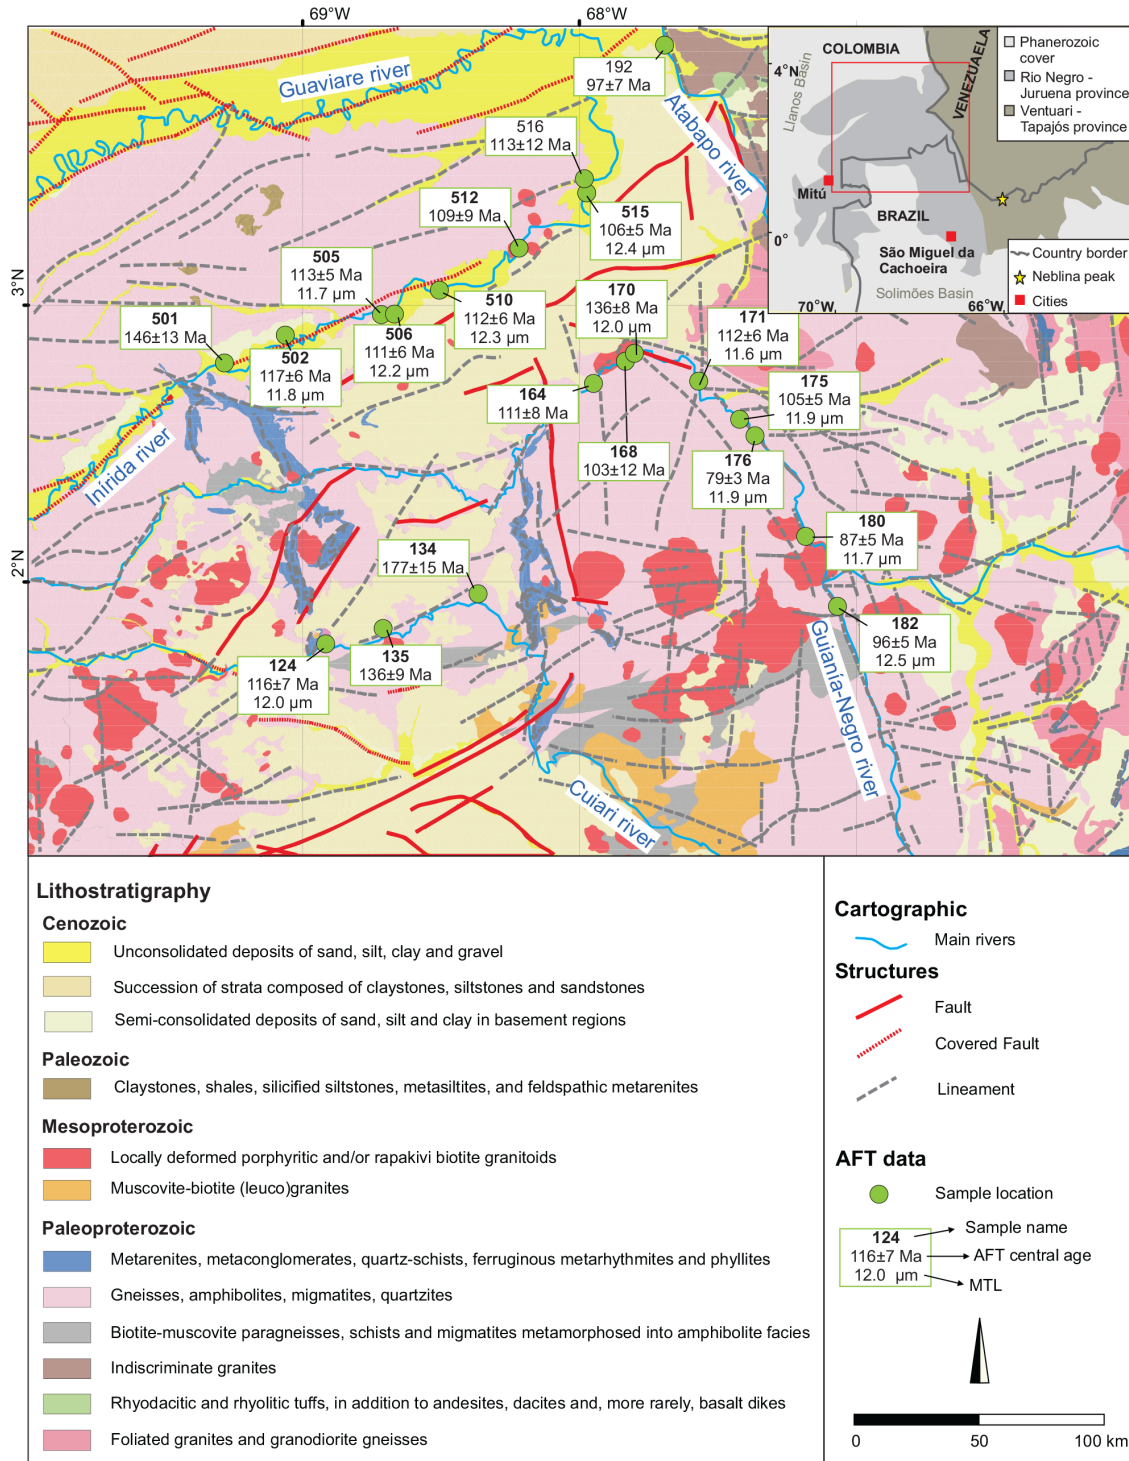 69°W
68°W
3°N
2°N
Guaviare river
Atabapo river
Inírida river
Guianía-Negro river
Cuiari river
192
97±7 Ma
516
113±12 Ma
512
109±9 Ma
515
106±5 Ma
12.4 µm
505
113±5 Ma
11.7 µm
510
112±6 Ma
12.3 µm
170
136±8 Ma
12.0 µm
171
112±6 Ma
11.6 µm
501
146±13 Ma
502
117±6 Ma
11.8 µm
506
111±6 Ma
12.2 µm
164
111±8 Ma
175
105±5 Ma
11.9 µm
168
103±12 Ma
176
79±3 Ma
11.9 µm
180
87±5 Ma
11.7 µm
134
177±15 Ma
182
96±5 Ma
12.5 µm
124
116±7 Ma
12.0 µm
135
136±9 Ma
COLOMBIA
VENEZUAELA
4°N
Llanos Basin
Mitú
BRAZIL
0°
São Miguel da
Cachoeira
Solimões Basin
70°W
66°W
Phanerozoic
cover
Rio Negro -
Juruena province
Ventuari -
Tapajós province
Country border
Neblina peak
Cities
Lithostratigraphy
Cenozoic
Unconsolidated deposits of sand, silt, clay and gravel
Succession of strata composed of claystones, siltstones and sandstones
Semi-consolidated deposits of sand, silt and clay in basement regions
Paleozoic
Claystones, shales, silicified siltstones, metasiltites, and feldspathic metarenites
Mesoproterozoic
Locally deformed porphyritic and/or rapakivi biotite granitoids
Muscovite-biotite (leuco)granites
Paleoproterozoic
Metarenites, metaconglomerates, quartz-schists, ferruginous metarhythmites and phyllites
Gneisses, amphibolites, migmatites, quartzites
Biotite-muscovite paragneisses, schists and migmatites metamorphosed into amphibolite facies
Indiscriminate granites
Rhyodacitic and rhyolitic tuffs, in addition to andesites, dacites and, more rarely, basalt dikes
Foliated granites and granodiorite gneisses
Cartographic
Main rivers
Structures
Fault
Covered Fault
Lineament
AFT data
Sample location
124
116±7 Ma
12.0 µm
Sample name
AFT central age
MTL
0 50 100 km